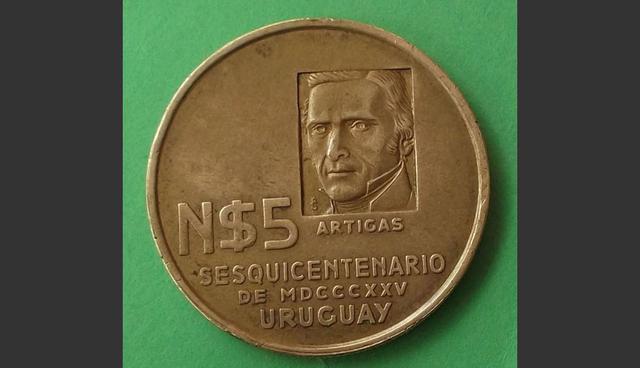 N$5
ARTIGAS
SESQUICENTENARIO
DE MDCCCXXV
URUGUAY